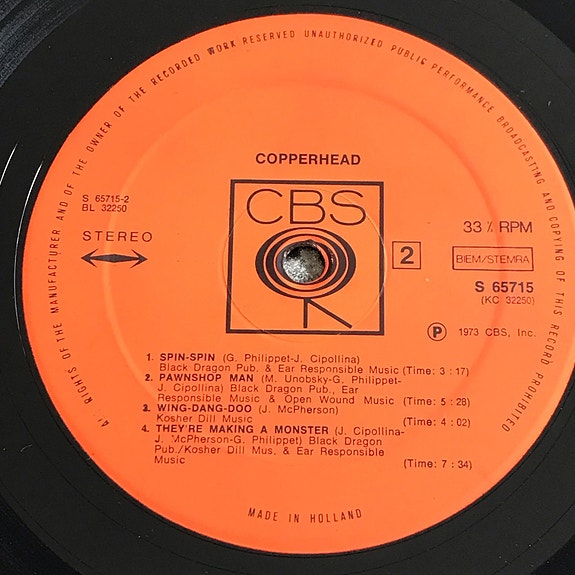 A' RIGHTS OF THE MANUFACTURER AND OF THE OWNER OF THE RECORDED WORK RESERVED UNAUTHORIZED PUBLIC PERFORMANCE BROADCASTING AND COPYING OF THIS RECORD PROHIBITED
COPPERHEAD
S 65715-2
BL 32250
STEREO
CBS
2
33⅓ RPM
BIEM/STEMRA
S 65715
(KC 32250)
Ⓟ 1973 CBS, Inc.
1. SPIN-SPIN (G. Philippet-J. Cipollina)
Black Dragon Pub. & Ear Responsible Music (Time: 3 : 17)
2. PAWNSHOP MAN (M. Unobsky-G. Philippet-
J. Cipollina) Black Dragon Pub., Ear
Responsible Music & Open Wound Music (Time: 5 : 28)
3. WING-DANG-DOO (J. McPherson)
Kosher Dill Music (Time: 4 : 02)
4. THEY'RE MAKING A MONSTER (J. Cipollina-
J. McPherson-G. Philippet) Black Dragon
Pub./Kosher Dill Mus. & Ear Responsible
Music (Time: 7 : 34)
MADE IN HOLLAND